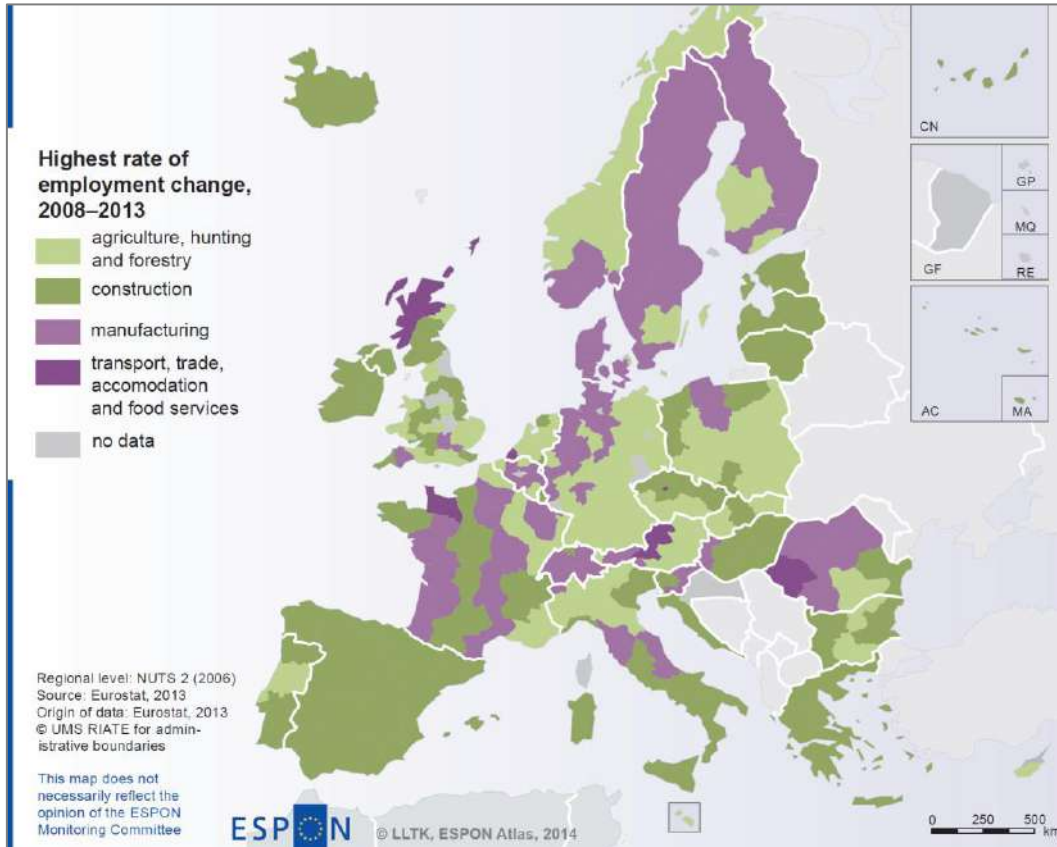 Highest rate of
employment change,
2008–2013
agriculture, hunting
and forestry
construction
manufacturing
transport, trade,
accomodation
and food services
no data
CN
GP
MQ
GF
RE
AC
MA
Regional level: NUTS 2 (2006)
Source: Eurostat, 2013
Origin of data: Eurostat, 2013
© UMS RIATE for admin-
istrative boundaries
This map does not
necessarily reflect the
opinion of the ESPON
Monitoring Committee
ESPON
© LLTK, ESPON Atlas, 2014
0 250 500
km